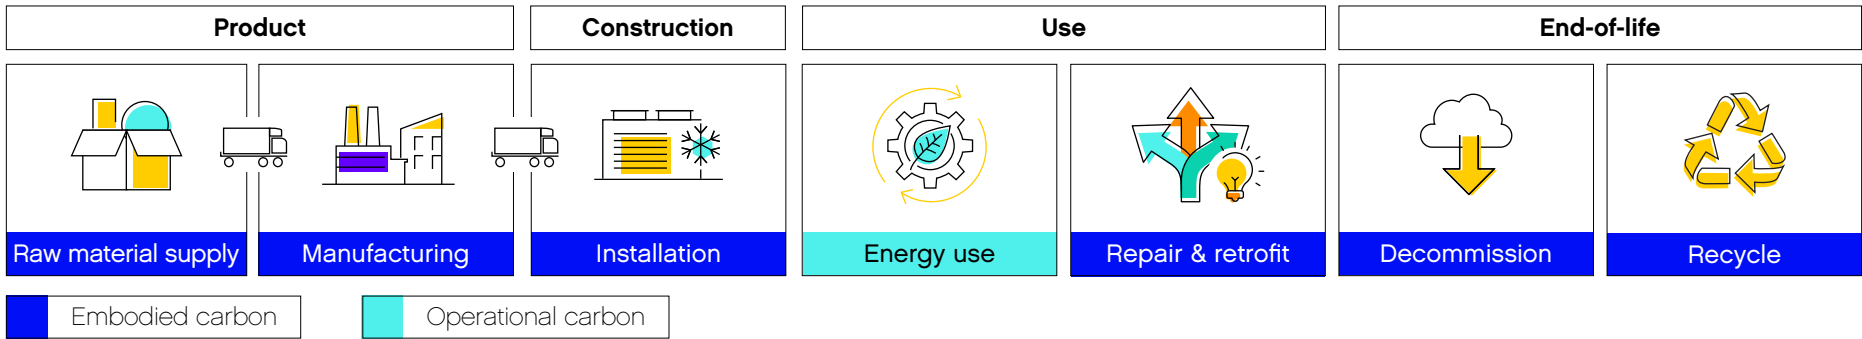 Product
Construction
Use
End-of-life
Raw material supply
Manufacturing
Installation
Energy use
Repair & retrofit
Decommission
Recycle
Embodied carbon
Operational carbon